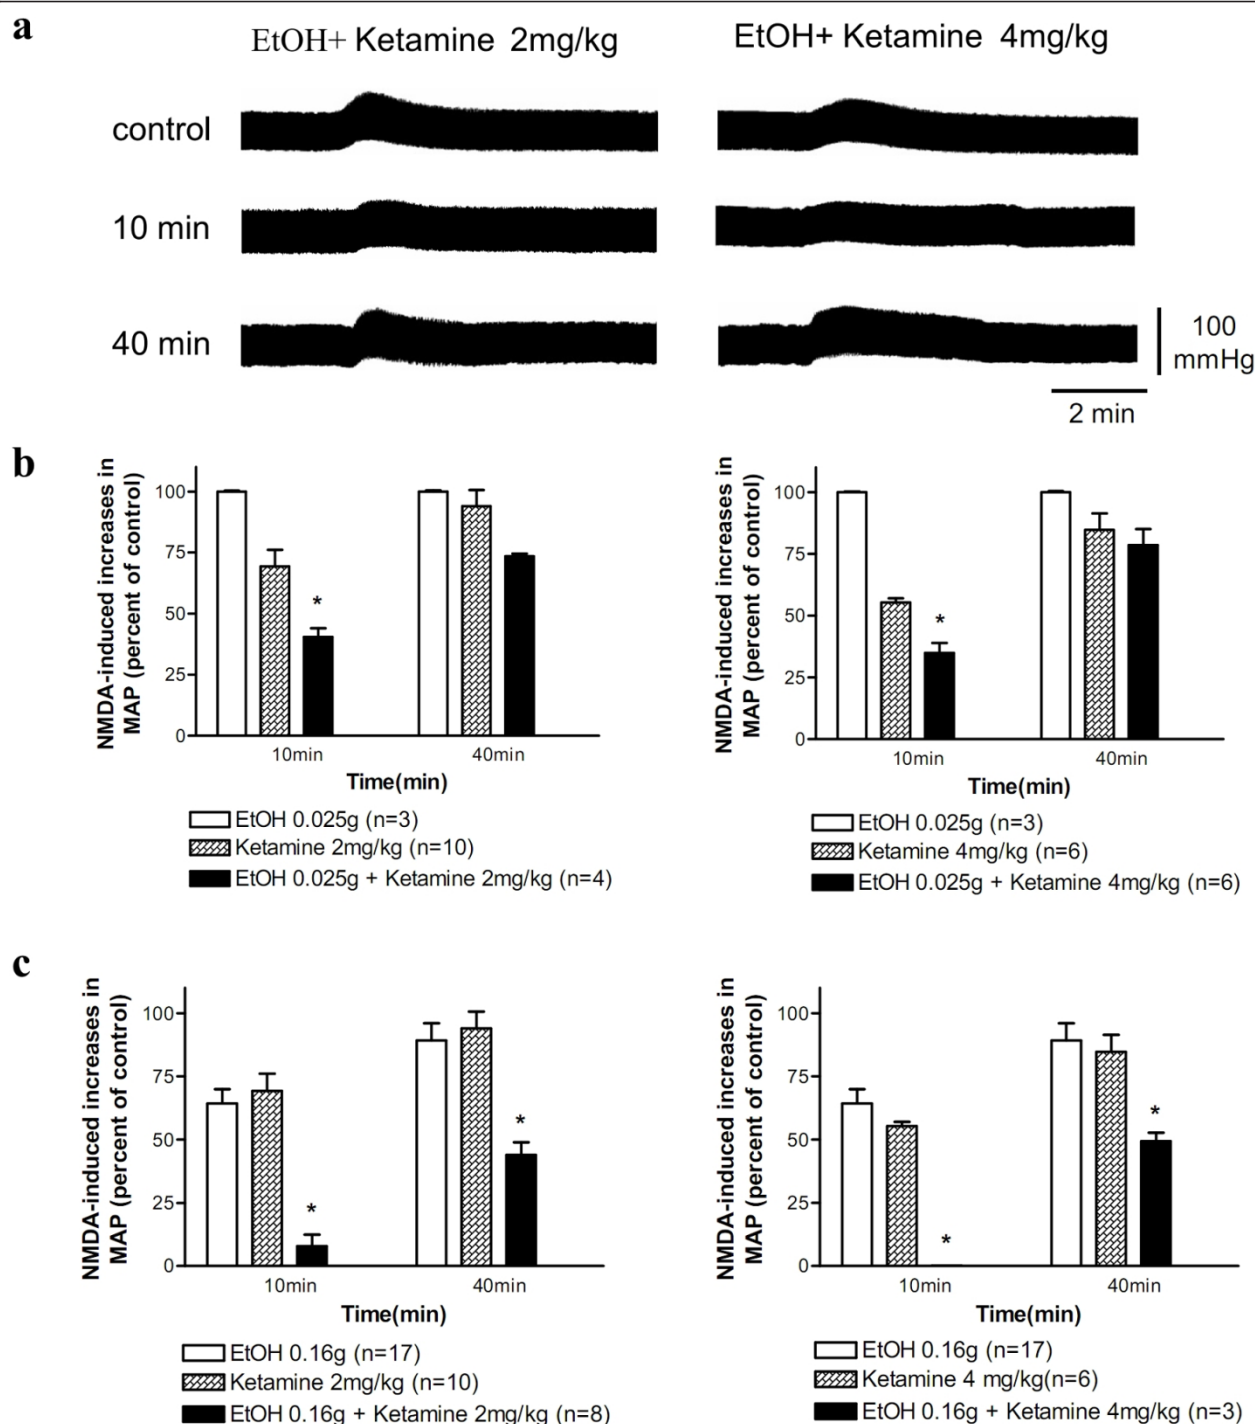 a
EtOH+ Ketamine 2mg/kg
EtOH+ Ketamine 4mg/kg
control
10 min
40 min
100
mmHg
2 min
b
NMDA-induced increases in
MAP (percent of control)
100
75
50
25
0
*
10min
40min
Time(min)
EtOH 0.025g (n=3)
Ketamine 2mg/kg (n=10)
EtOH 0.025g + Ketamine 2mg/kg (n=4)
NMDA-induced increases in
MAP (percent of control)
100
75
50
25
0
*
10min
40min
Time(min)
EtOH 0.025g (n=3)
Ketamine 4mg/kg (n=6)
EtOH 0.025g + Ketamine 4mg/kg (n=6)
c
NMDA-induced increases in
MAP (percent of control)
100
75
50
25
0
*
*
10min
40min
Time(min)
EtOH 0.16g (n=17)
Ketamine 2mg/kg (n=10)
EtOH 0.16g + Ketamine 2mg/kg (n=8)
NMDA-induced increases in
MAP (percent of control)
100
75
50
25
0
*
*
10min
40min
Time(min)
EtOH 0.16g (n=17)
Ketamine 4 mg/kg(n=6)
EtOH 0.16g + Ketamine 4mg/kg (n=3)